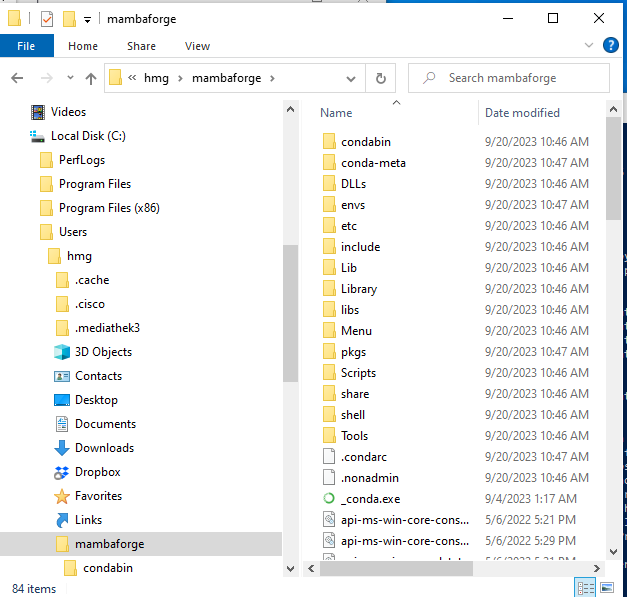 mambaforge
File Home Share View
hmg mambaforge Search mambaforge
Videos
Local Disk (C:)
PerfLogs
Program Files
Program Files (x86)
Users
hmg
.cache
.cisco
.mediathek3
3D Objects
Contacts
Desktop
Documents
Downloads
Dropbox
Favorites
Links
mambaforge
condabin
Name Date modified
condabin 9/20/2023 10:46 AM
conda-meta 9/20/2023 10:47 AM
DLLs 9/20/2023 10:46 AM
envs 9/20/2023 10:47 AM
etc 9/20/2023 10:46 AM
include 9/20/2023 10:46 AM
Lib 9/20/2023 10:46 AM
Library 9/20/2023 10:46 AM
libs 9/20/2023 10:46 AM
Menu 9/20/2023 10:46 AM
pkgs 9/20/2023 10:47 AM
Scripts 9/20/2023 10:46 AM
share 9/20/2023 10:46 AM
shell 9/20/2023 10:46 AM
Tools 9/20/2023 10:46 AM
.condarc 9/20/2023 10:47 AM
.nonadmin 9/20/2023 10:46 AM
_conda.exe 9/4/2023 1:17 AM
api-ms-win-core-cons... 5/6/2022 5:21 PM
api-ms-win-core-cons... 5/6/2022 5:29 PM
84 items